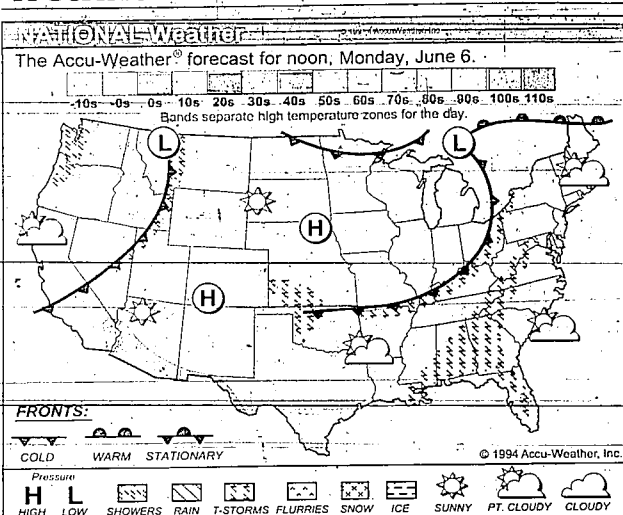 NATIONAL Weather
The Accu-Weather® forecast for noon, Monday, June 6.
-10s -0s 0s 10s 20s 30s 40s 50s 60s 70s 80s 90s 100s 110s
Bands separate high temperature zones for the day.
L
L
H
H
FRONTS:
COLD WARM STATIONARY
© 1994 Accu-Weather, Inc.
Pressure
H L
HIGH LOW SHOWERS RAIN T-STORMS FLURRIES SNOW ICE SUNNY PT. CLOUDY CLOUDY